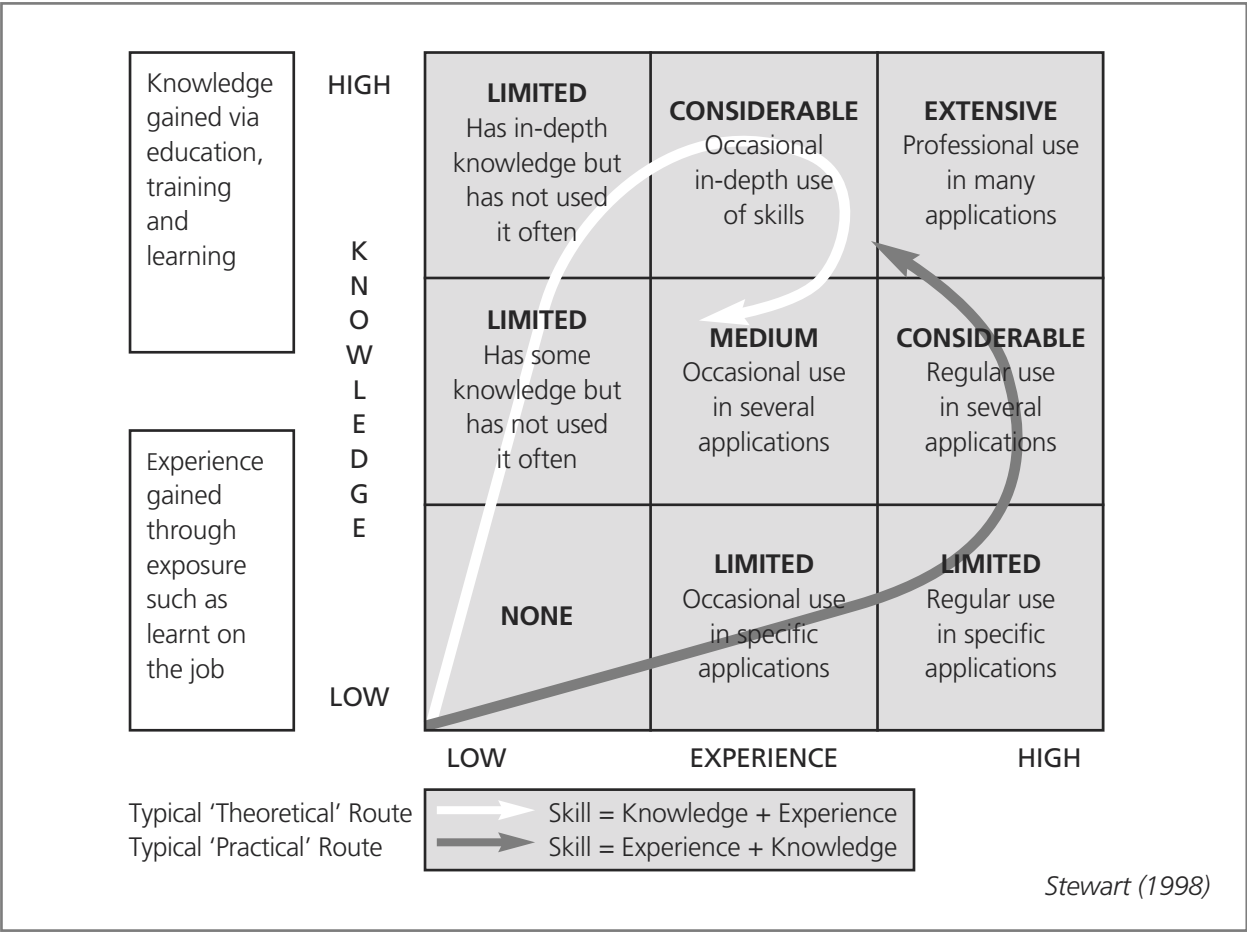 Knowledge
gained via
education,
training
and
learning
Experience
gained
through
exposure
such as
learnt on
the job
HIGH
K
N
O
W
L
E
D
G
E
LOW
LIMITED
Has in-depth
knowledge but
has not used
it often
CONSIDERABLE
Occasional
in-depth use
of skills
EXTENSIVE
Professional use
in many
applications
LIMITED
Has some
knowledge but
has not used
it often
MEDIUM
Occasional use
in several
applications
CONSIDERABLE
Regular use
in several
applications
NONE
LIMITED
Occasional use
in specific
applications
LIMITED
Regular use
in specific
applications
LOW EXPERIENCE HIGH
Typical ‘Theoretical’ Route Skill = Knowledge + Experience
Typical ‘Practical’ Route Skill = Experience + Knowledge
Stewart (1998)